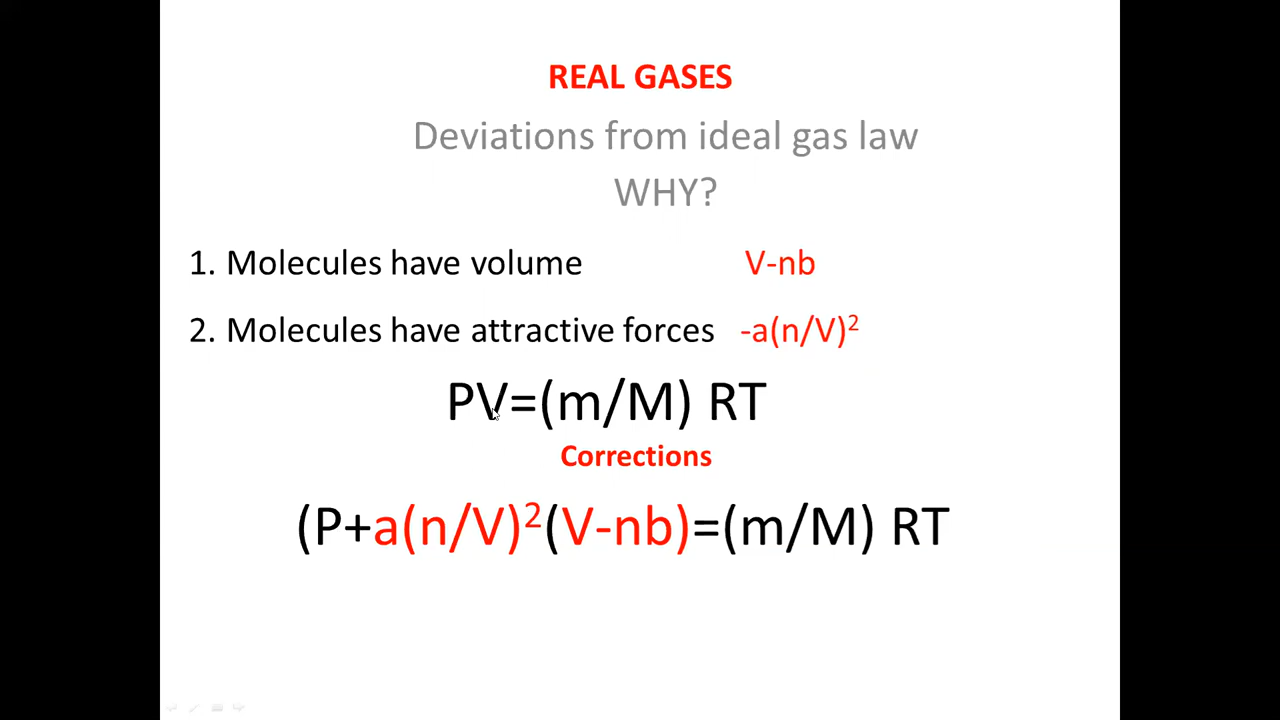 REAL GASES
Deviations from ideal gas law
WHY?
1. Molecules have volume V-nb
2. Molecules have attractive forces -a(n/V)²
PV=(m/M) RT
Corrections
(P+a(n/V)²(V-nb)=(m/M) RT